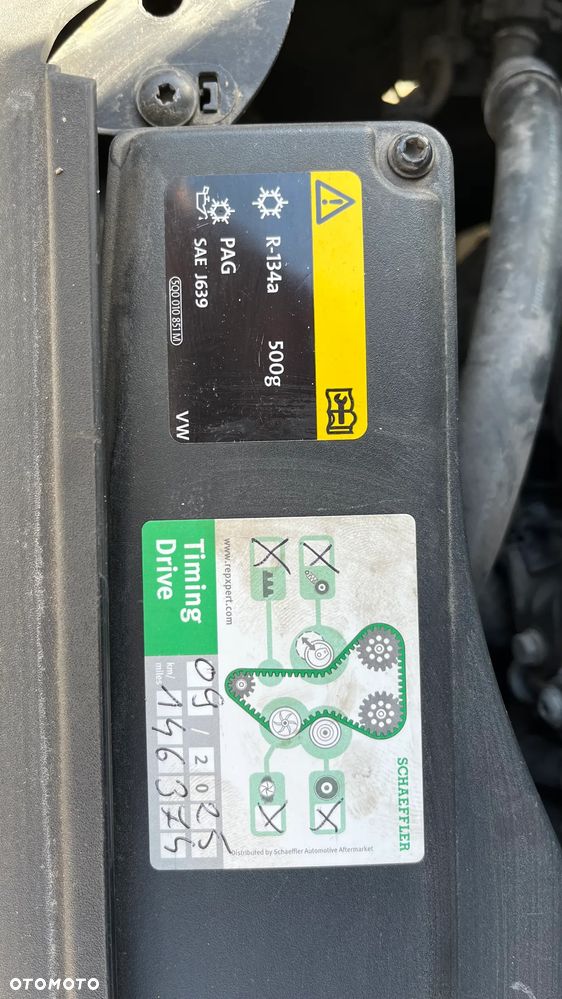 R-134a 500g
PAG
SAE J639
5Q0 010 851 M
VW
SCHAEFFLER
www.repxpert.com
Distributed by Schaeffler Automotive Aftermarket
Timing
Drive
09 / 2025
km/
miles 146374
OTOMOTO